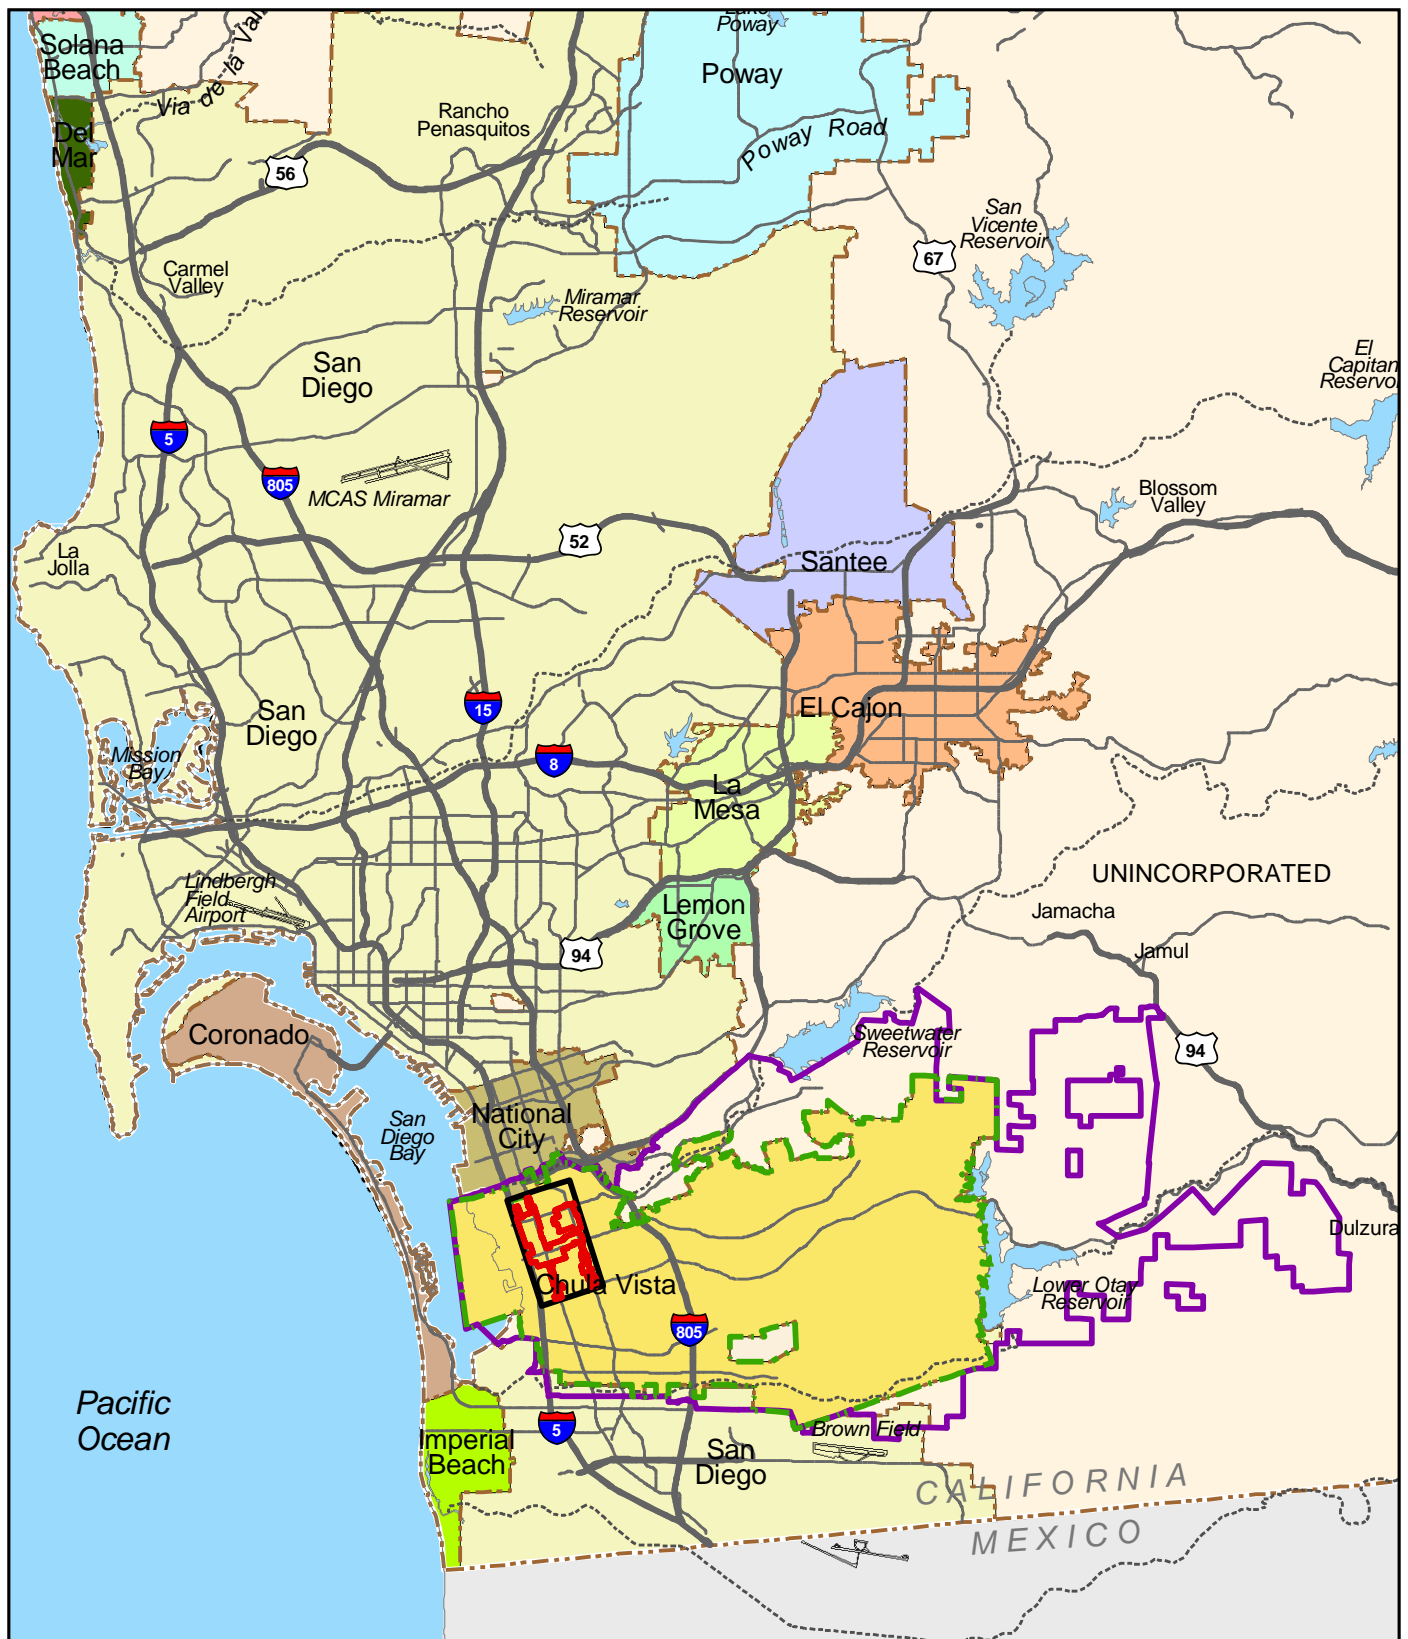 Lake
Poway
Solana
Beach
Via de la Vall
Poway
Rancho
Penasquitos
Del
Mar
Poway Road
56
San
Vicente
Reservoir
67
Carmel
Valley
Miramar
Reservoir
San
Diego
El
Capitan
Reservoi
5
805
MCAS Miramar
Blossom
Valley
52
La
Jolla
Santee
15
El Cajon
San
Diego
Mission
Bay
8
La
Mesa
UNINCORPORATED
Lindbergh
Field
Airport
Lemon
Grove
Jamacha
94
Jamul
Coronado
Sweetwater
Reservoir
94
San
Diego
Bay
National
City
Dulzura
Chula Vista
Lower Otay
Reservoir
805
Pacific
Ocean
5
Imperial
Beach
Brown Field
San
Diego
CALIFORNIA
MEXICO